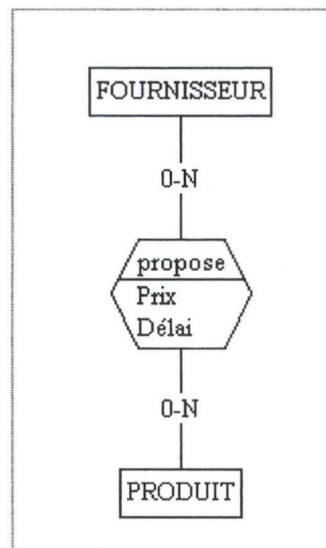 FOURNISSEUR
0-N
propose
Prix
Délai
0-N
PRODUIT